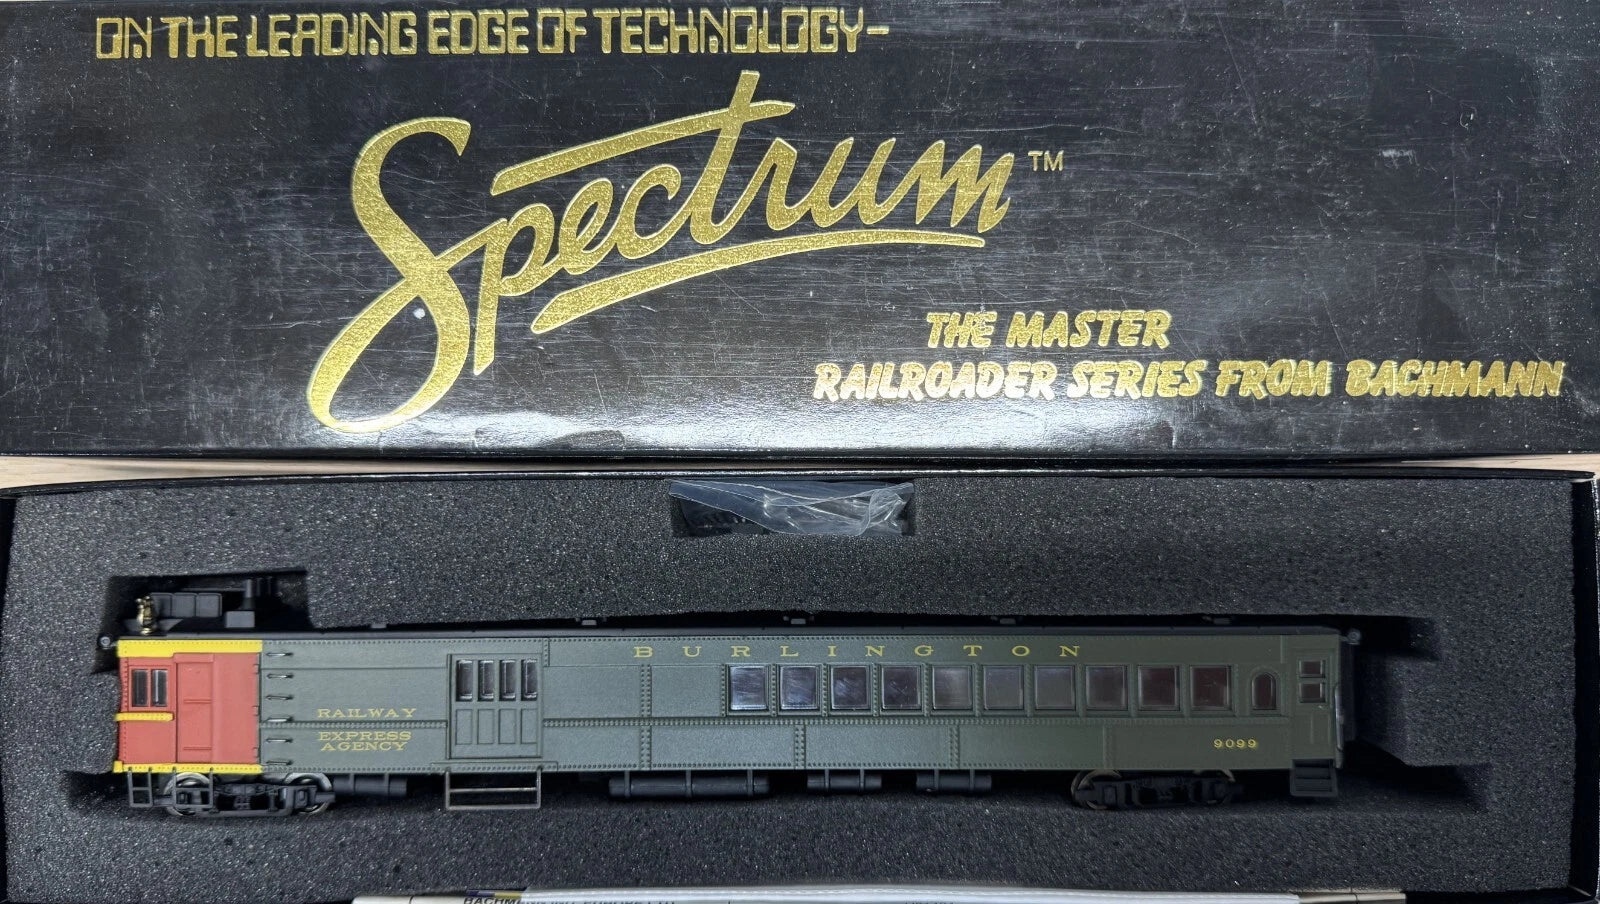 ON THE LEADING EDGE OF TECHNOLOGY-
Spectrum™
THE MASTER
RAILROADER SERIES FROM BACHMANN
BURLINGTON
RAILWAY
EXPRESS
AGENCY
9099